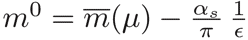 $m^0 = \overline{m}(\mu) - \frac{\alpha_s}{\pi} \frac{1}{\epsilon}$